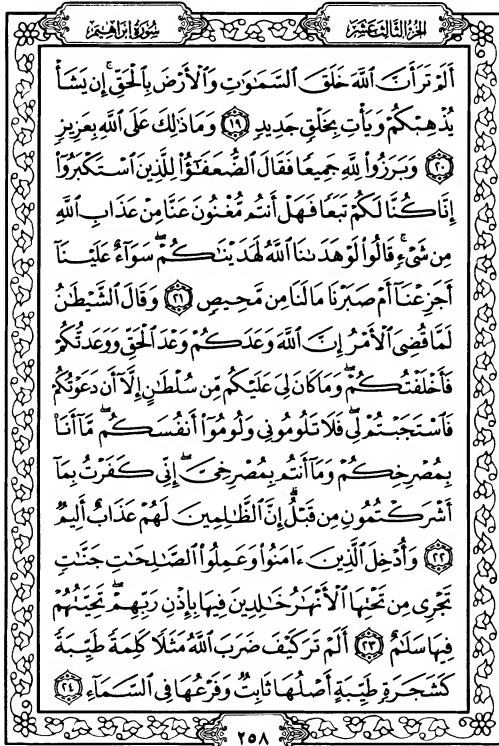 الجزء الثالث عشر
سورة ابراهيم
أَلَمْ تَرَ أَنَّ ٱللَّهَ خَلَقَ ٱلسَّمَٰوَٰتِ وَٱلْأَرْضَ بِٱلْحَقِّ ۚ إِن يَشَأْ
يُذْهِبْكُمْ وَيَأْتِ بِخَلْقٍ جَدِيدٍ ١٩ وَمَا ذَٰلِكَ عَلَى ٱللَّهِ بِعَزِيزٍ
٢٠ وَبَرَزُوا۟ لِلَّهِ جَمِيعًا فَقَالَ ٱلضُّعَفَٰٓؤُا۟ لِلَّذِينَ ٱسْتَكْبَرُوٓا۟
إِنَّا كُنَّا لَكُمْ تَبَعًا فَهَلْ أَنتُم مُّغْنُونَ عَنَّا مِنْ عَذَابِ ٱللَّهِ
مِن شَىْءٍ ۚ قَالُوا۟ لَوْ هَدَىٰنَا ٱللَّهُ لَهَدَيْنَٰكُمْ ۖ سَوَآءٌ عَلَيْنَآ
أَجَزِعْنَآ أَمْ صَبَرْنَا مَا لَنَا مِن مَّحِيصٍ ٢١ وَقَالَ ٱلشَّيْطَٰنُ
لَمَّا قُضِىَ ٱلْأَمْرُ إِنَّ ٱللَّهَ وَعَدَكُمْ وَعْدَ ٱلْحَقِّ وَوَعَدتُّكُمْ
فَأَخْلَفْتُكُمْ ۖ وَمَا كَانَ لِىَ عَلَيْكُم مِّن سُلْطَٰنٍ إِلَّآ أَن دَعَوْتُكُمْ
فَٱسْتَجَبْتُمْ لِى ۖ فَلَا تَلُومُونِى وَلُومُوٓا۟ أَنفُسَكُم ۖ مَّآ أَنَا۠
بِمُصْرِخِكُمْ وَمَآ أَنتُم بِمُصْرِخِىَّ ۖ إِنِّى كَفَرْتُ بِمَآ
أَشْرَكْتُمُونِ مِن قَبْلُ ۗ إِنَّ ٱلظَّٰلِمِينَ لَهُمْ عَذَابٌ أَلِيمٌ
٢٢ وَأُدْخِلَ ٱلَّذِينَ ءَامَنُوا۟ وَعَمِلُوا۟ ٱلصَّٰلِحَٰتِ جَنَّٰتٍ
تَجْرِى مِن تَحْتِهَا ٱلْأَنْهَٰرُ خَٰلِدِينَ فِيهَا بِإِذْنِ رَبِّهِمْ ۖ تَحِيَّتُهُمْ
فِيهَا سَلَٰمٌ ٢٣ أَلَمْ تَرَ كَيْفَ ضَرَبَ ٱللَّهُ مَثَلًا كَلِمَةً طَيِّبَةً
كَشَجَرَةٍ طَيِّبَةٍ أَصْلُهَا ثَابِتٌ وَفَرْعُهَا فِى ٱلسَّمَآءِ ٢٤
٢٥٨